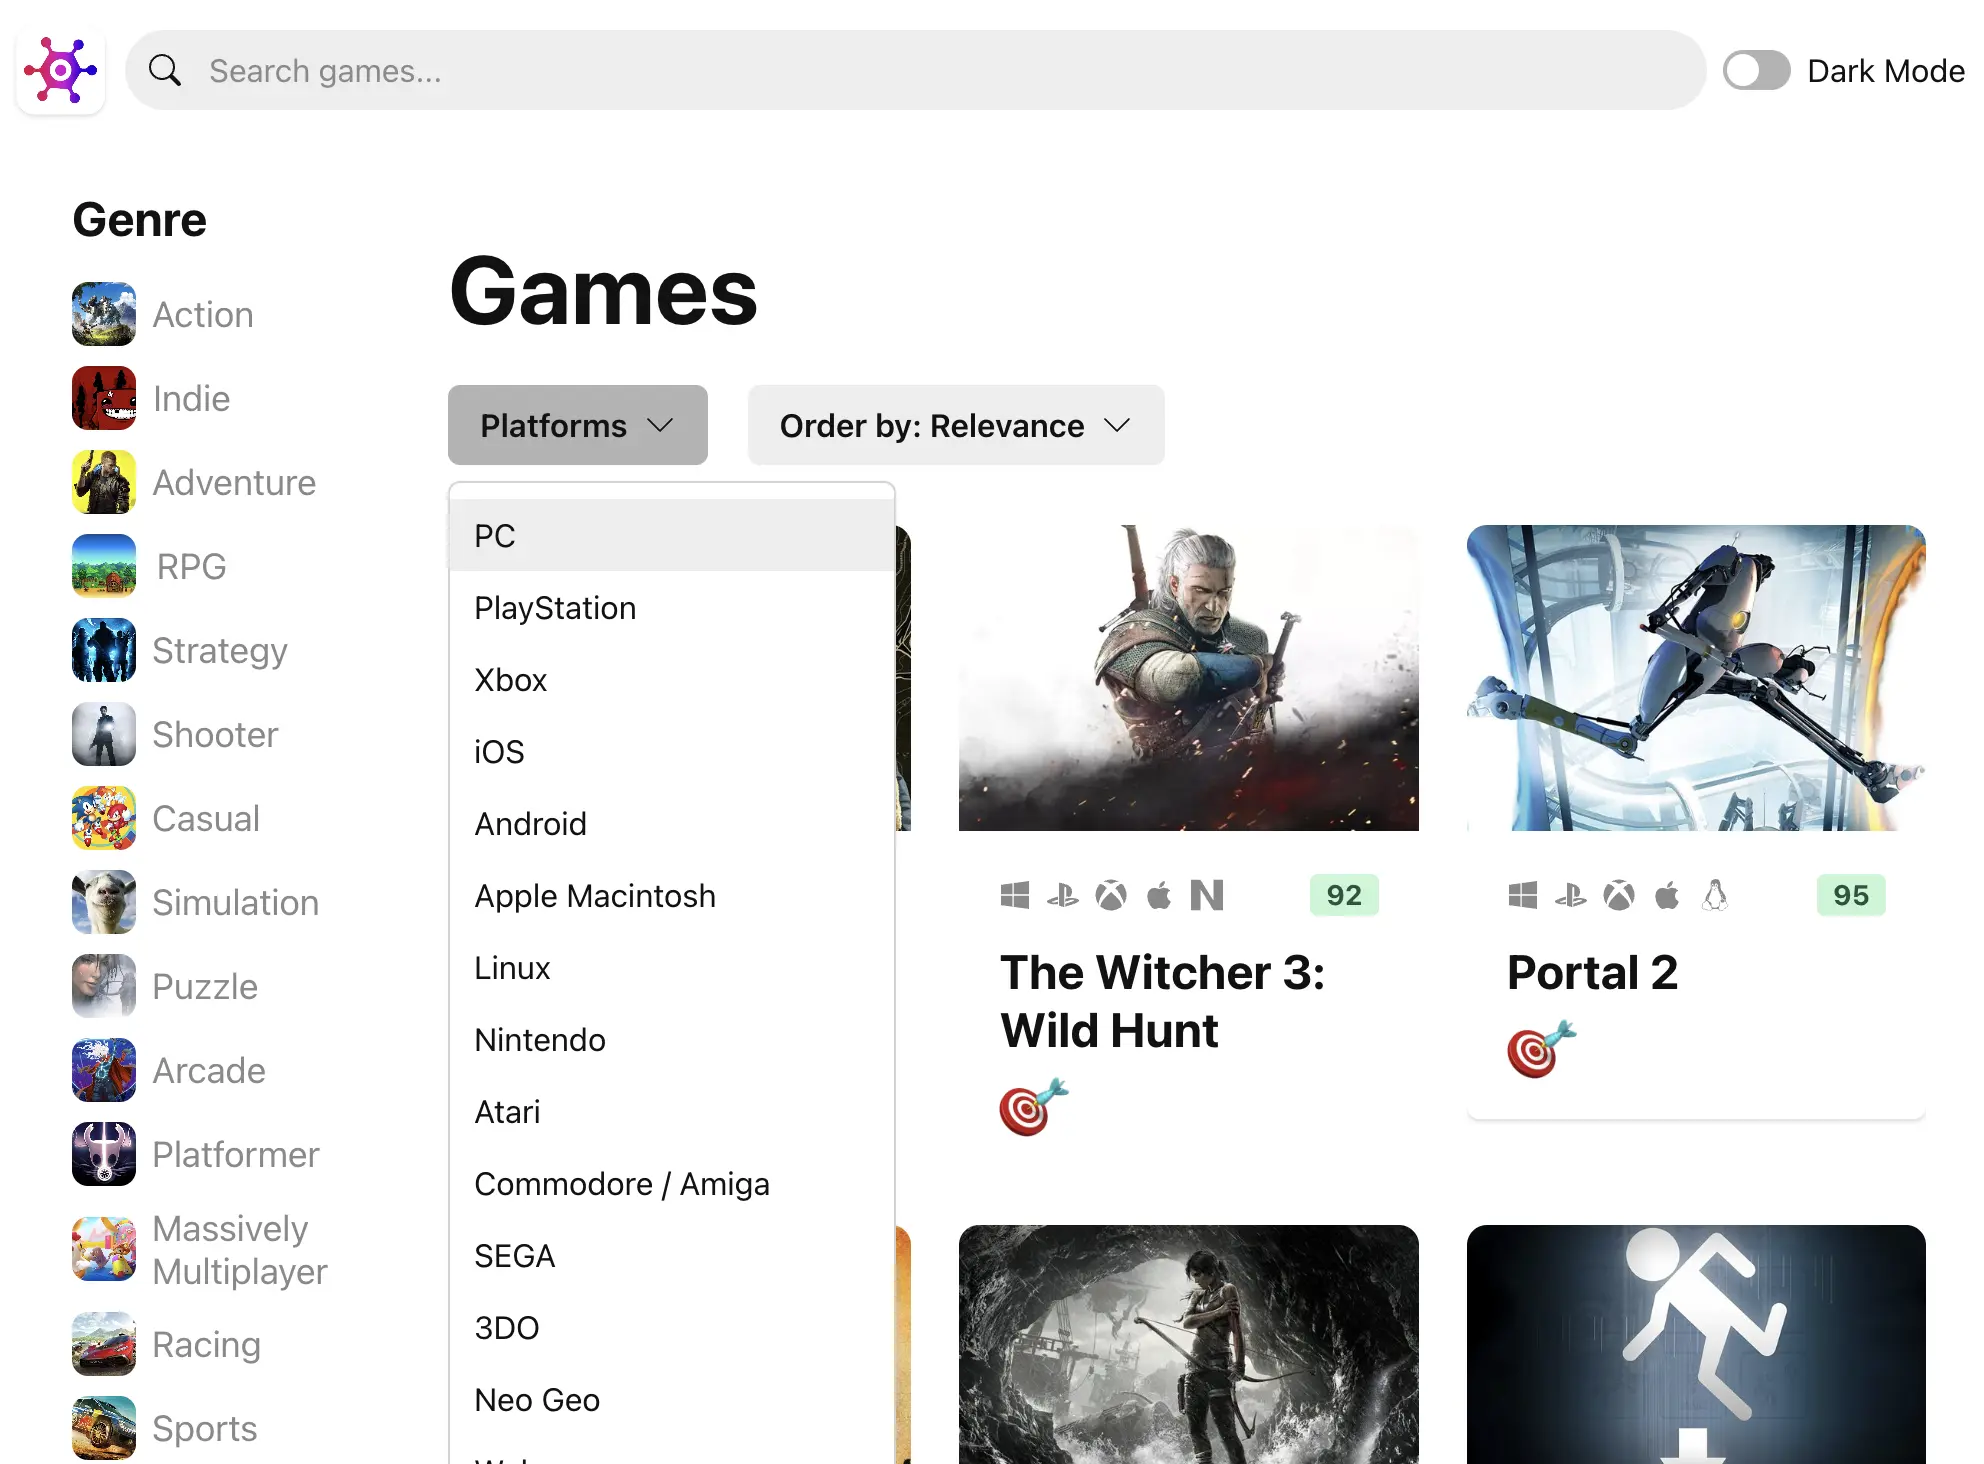 Search games...
Dark Mode
Genre
Action
Indie
Adventure
RPG
Strategy
Shooter
Casual
Simulation
Puzzle
Arcade
Platformer
Massively
Multiplayer
Racing
Sports
Games
Platforms
Order by: Relevance
PC
PlayStation
Xbox
iOS
Android
Apple Macintosh
Linux
Nintendo
Atari
Commodore / Amiga
SEGA
3DO
Neo Geo
92
The Witcher 3:
Wild Hunt
95
Portal 2